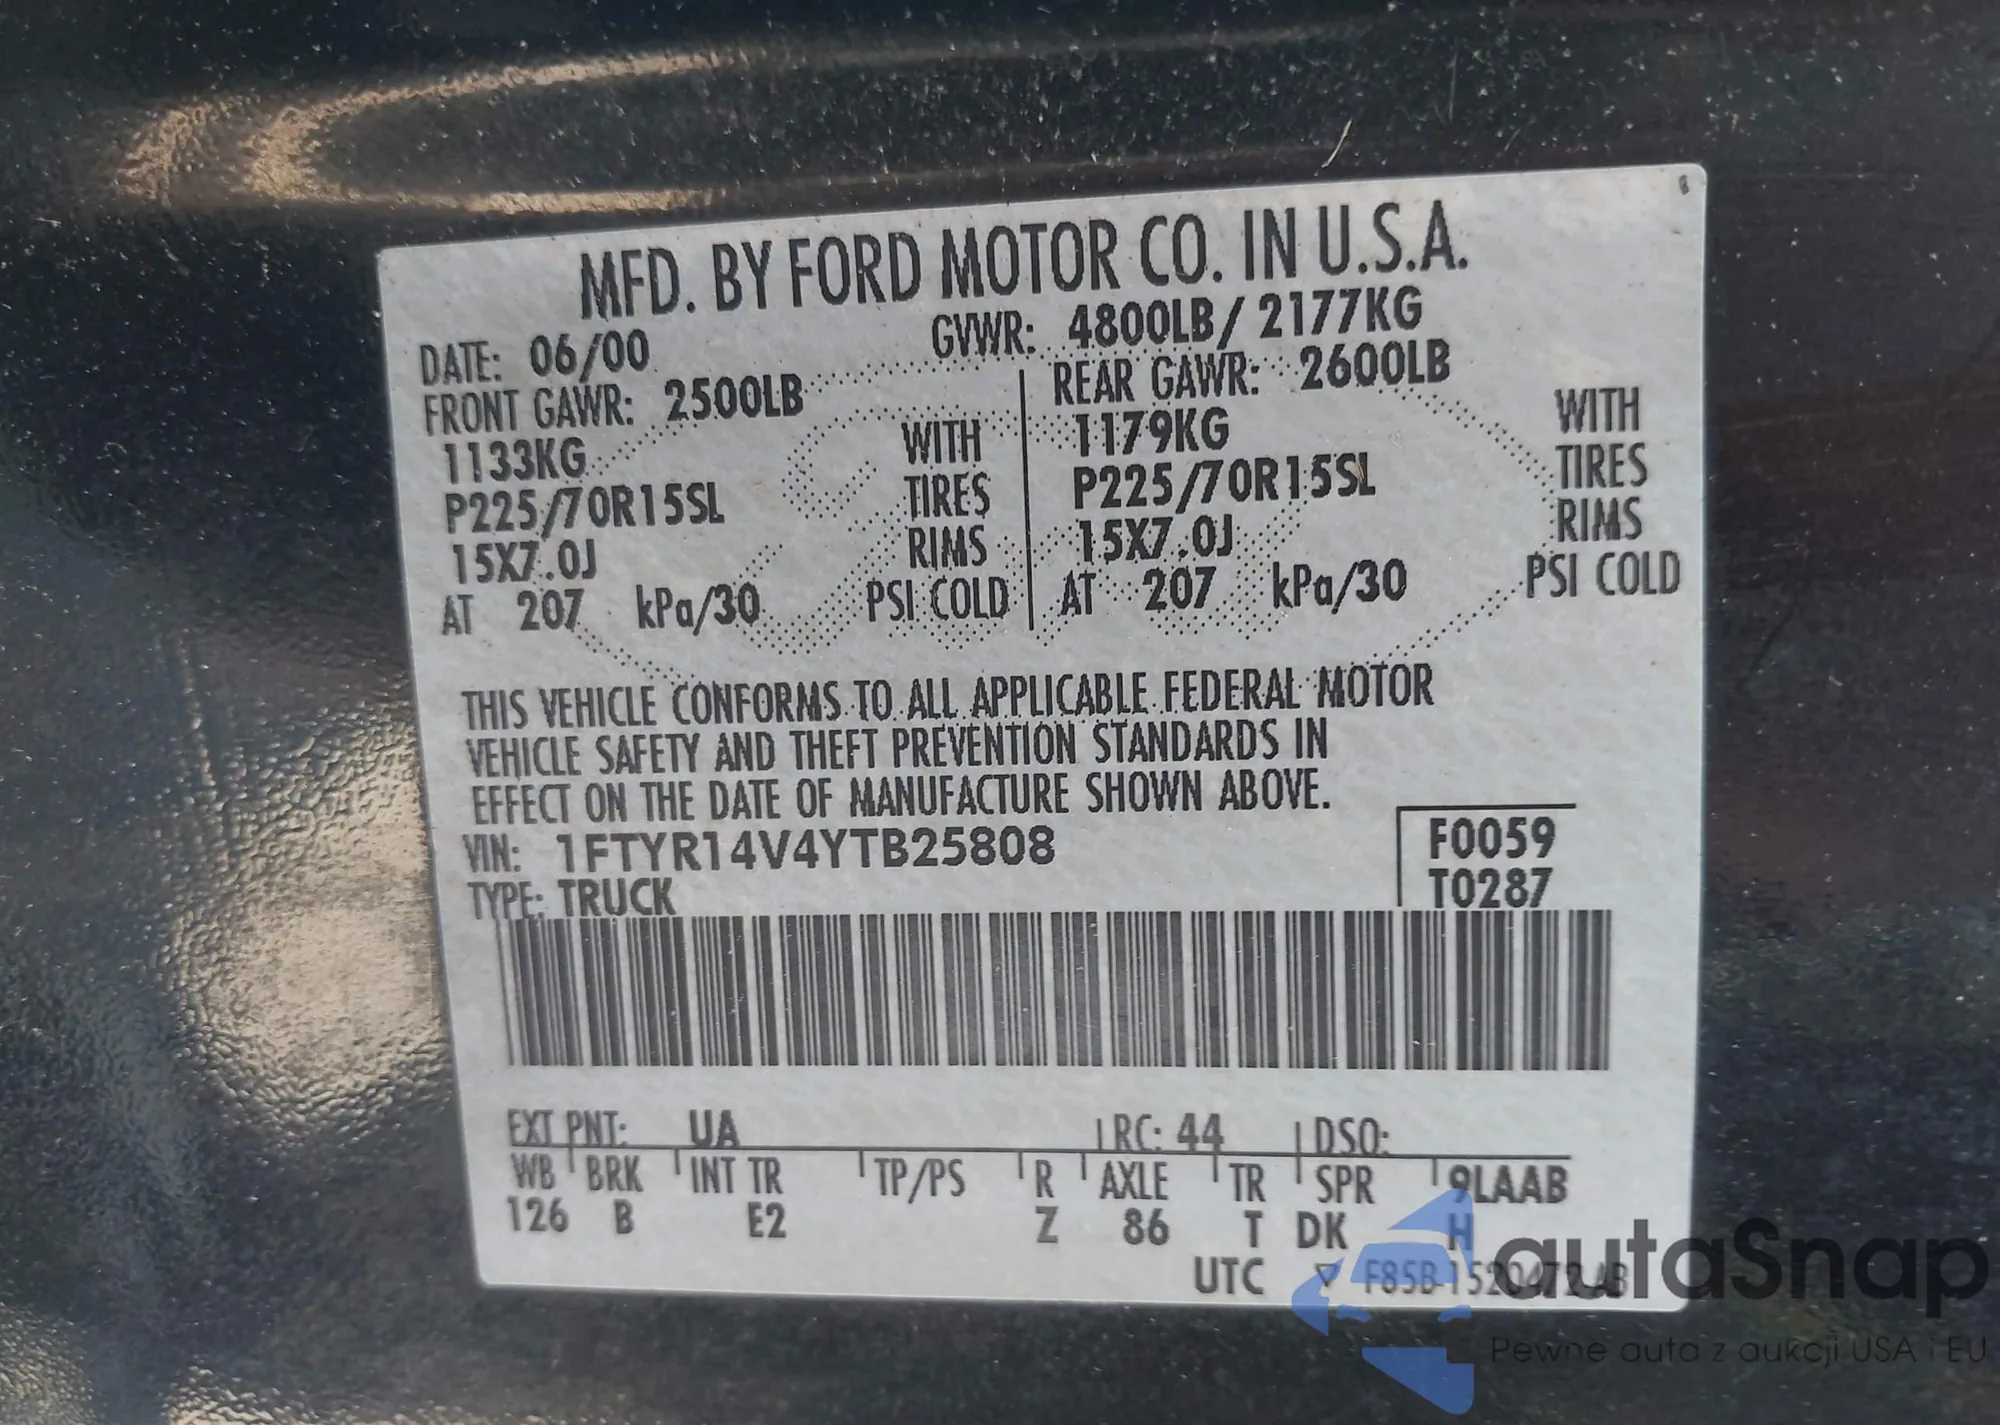 MFD. BY FORD MOTOR CO. IN U.S.A.
DATE: 06/00 GVWR: 4800LB/ 2177KG
FRONT GAWR: 2500LB REAR GAWR: 2600LB
1133KG WITH 1179KG WITH
P225/70R15SL TIRES P225/70R15SL TIRES
15X7.0J RIMS 15X7.0J RIMS
AT 207 kPa/30 PSI COLD AT 207 kPa/30 PSI COLD
THIS VEHICLE CONFORMS TO ALL APPLICABLE FEDERAL MOTOR
VEHICLE SAFETY AND THEFT PREVENTION STANDARDS IN
EFFECT ON THE DATE OF MANUFACTURE SHOWN ABOVE.
VIN: 1FTYR14V4YTB25808 F0059
TYPE: TRUCK T0287
EXT PNT: UA RC: 44 DSO:
WB BRK INT TR TP/PS R AXLE TR SPR 9LAAB
126 B E2 Z 86 T DK H
UTC F85B-1520472-AB
autaSnap
Pewne auta z aukcji USA i EU